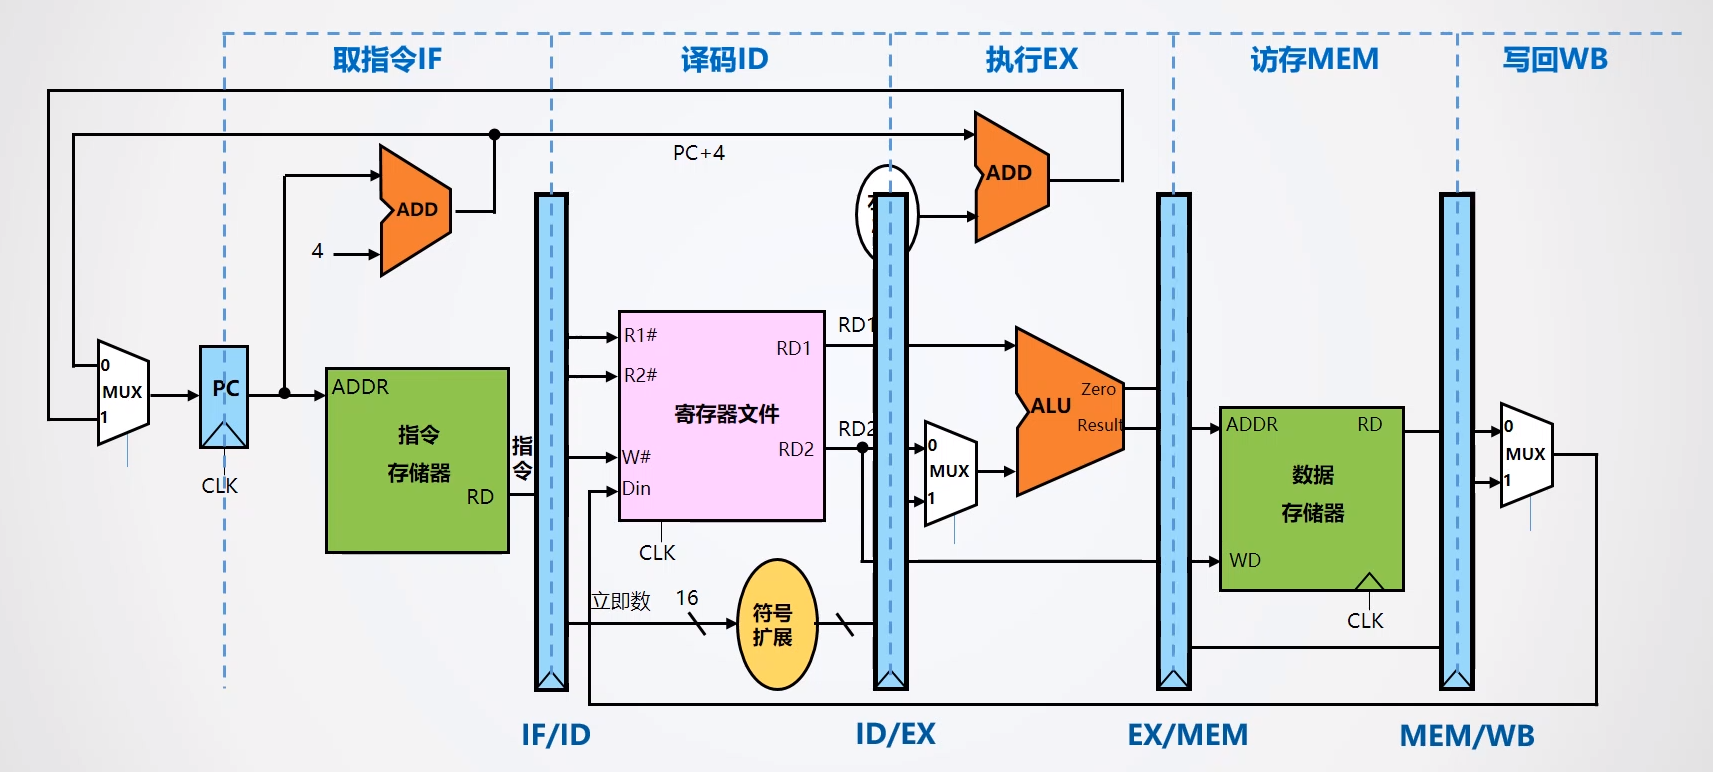 取指令IF
译码ID
执行EX
访存MEM
写回WB
PC+4
ADD
ADD
4
0
MUX
1
PC
CLK
ADDR
指令
存储器
RD
指
令
R1#
R2#
W#
Din
RD1
RD2
寄存器文件
CLK
RD1
RD2
立即数
16
符号
扩展
0
MUX
1
ALU
Zero
Result
ADDR
RD
数据
存储器
WD
CLK
0
MUX
1
IF/ID
ID/EX
EX/MEM
MEM/WB